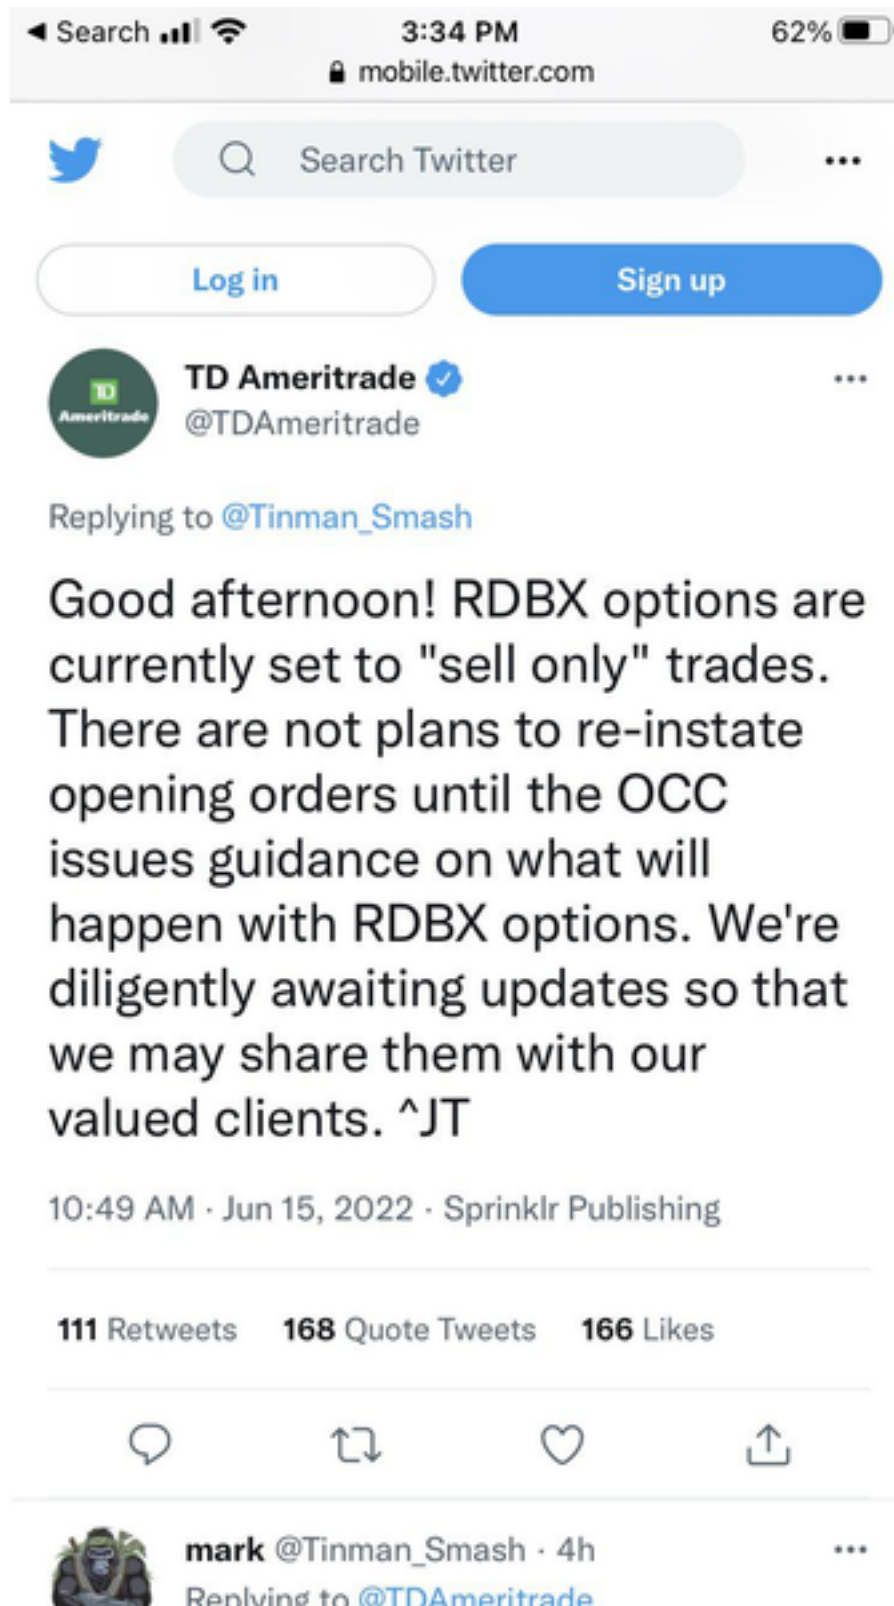 ◀ Search
3:34 PM
62%
mobile.twitter.com
Search Twitter
Log in
Sign up
TD
Ameritrade
TD Ameritrade
@TDAmeritrade
Replying to @Tinman_Smash
Good afternoon! RDBX options are
currently set to "sell only" trades.
There are not plans to re-instate
opening orders until the OCC
issues guidance on what will
happen with RDBX options. We're
diligently awaiting updates so that
we may share them with our
valued clients. ^JT
10:49 AM · Jun 15, 2022 · Sprinklr Publishing
111 Retweets 168 Quote Tweets 166 Likes
mark @Tinman_Smash · 4h
Replying to @TDAmeritrade